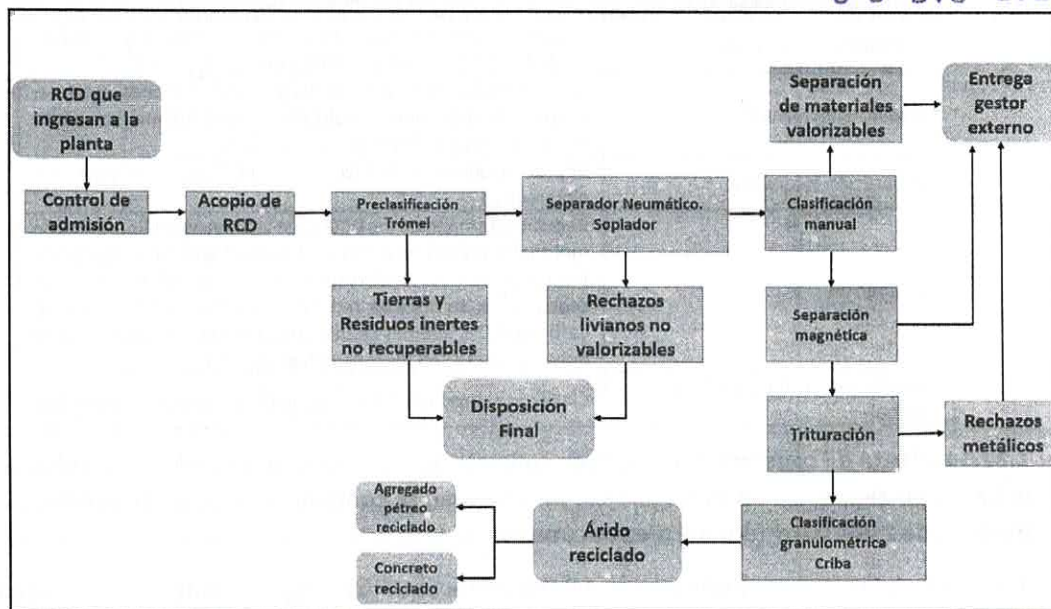 RCD que
ingresan a la
planta
Separación
de materiales
valorizables
Entrega
gestor
externo
Control de
admisión
Acopio de
RCD
Preclasificación
Trómel
Separador Neumático.
Soplador
Clasificación
manual
Tierras y
Residuos inertes
no recuperables
Rechazos
livianos no
valorizables
Separación
magnética
Disposición
Final
Trituración
Rechazos
metálicos
Agregado
pétreo
reciclado
Concreto
reciclado
Árido
reciclado
Clasificación
granulométrica
Criba